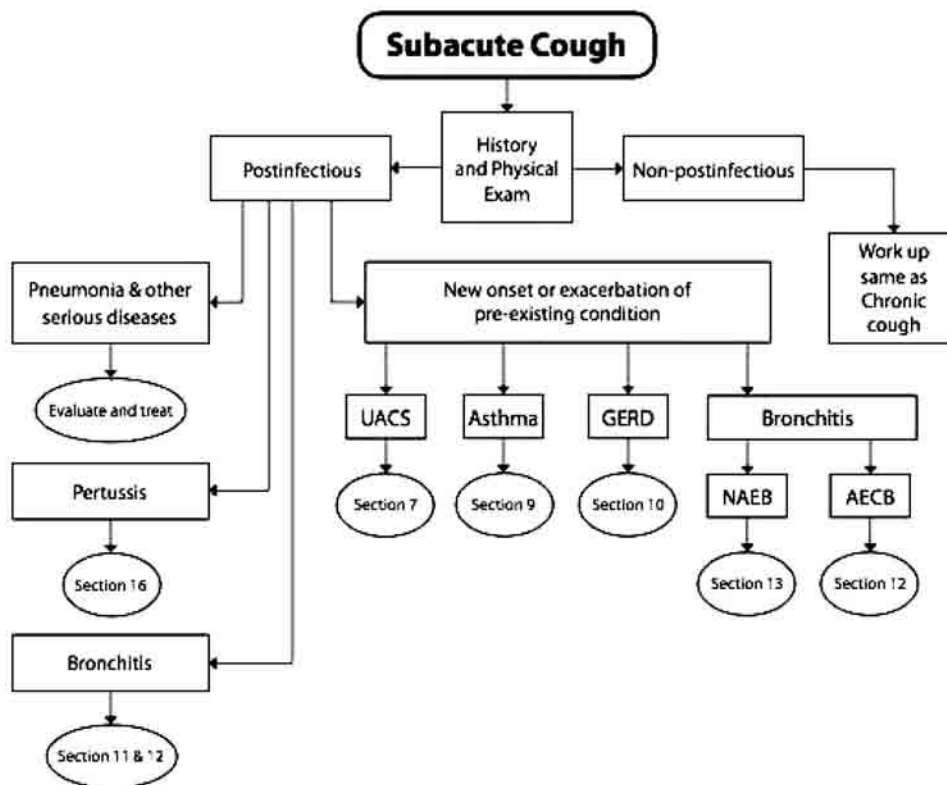 Subacute Cough
History
and Physical
Exam
Postinfectious
Non-postinfectious
Work up
same as
Chronic
cough
Pneumonia & other
serious diseases
New onset or exacerbation of
pre-existing condition
Evaluate and treat
UACS
Asthma
GERD
Bronchitis
Section 7
Section 9
Section 10
NAEB
AECB
Pertussis
Section 13
Section 12
Section 16
Bronchitis
Section 11 & 12